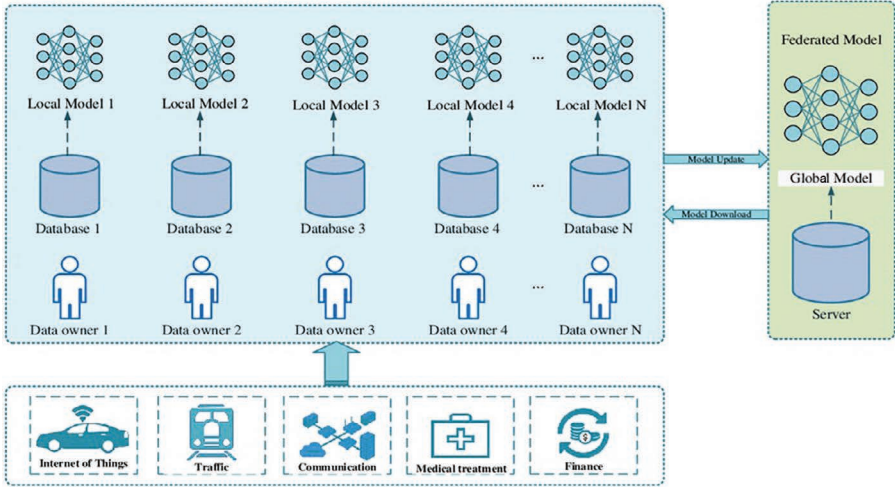 Federated Model
Local Model 1 Local Model 2 Local Model 3 Local Model 4 ... Local Model N
Model Update
Global Model
Database 1 Database 2 Database 3 Database 4 ... Database N
Model Download
Server
Data owner 1 Data owner 2 Data owner 3 Data owner 4 ... Data owner N
Internet of Things Traffic Communication Medical treatment Finance